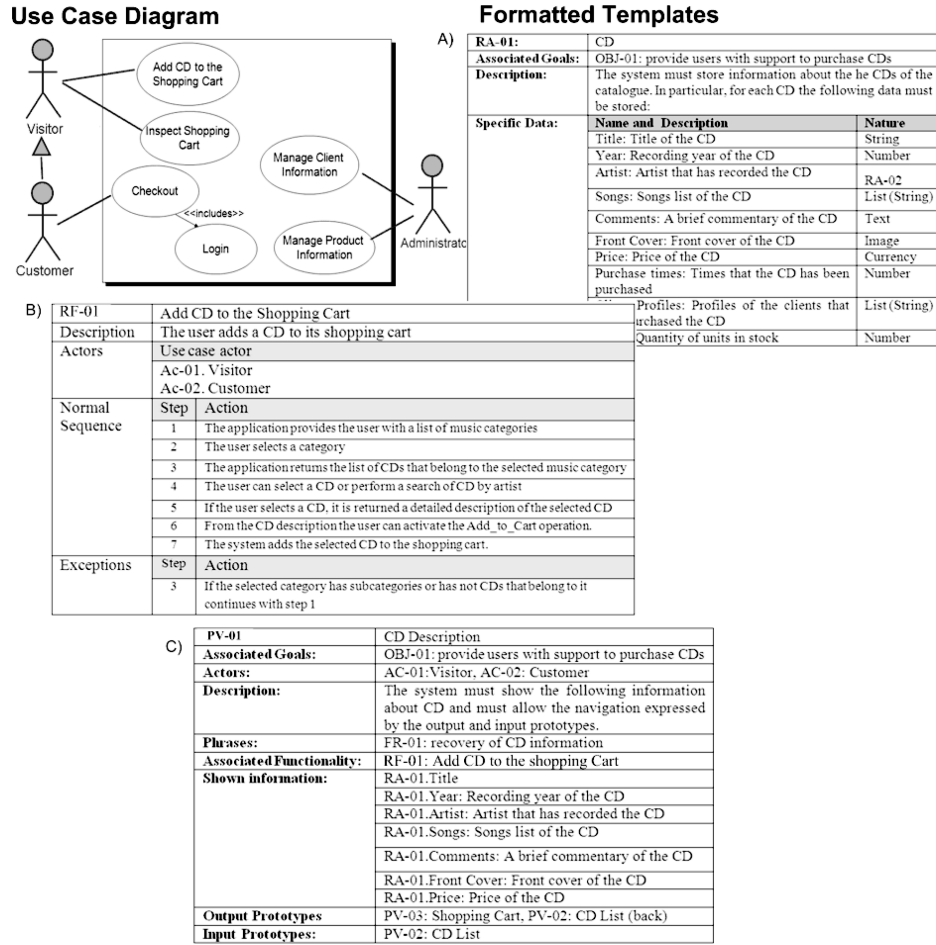 Use Case Diagram
Add CD to the
Shopping Cart
Visitor
Inspect Shopping
Cart
Manage Client
Information
Checkout
<<includes>>
Login
Manage Product
Information
Customer
Formatted Templates
A)
RA-01: CD
Associated Goals: OBJ-01: provide users with support to purchase CDs
Description: The system must store information about the he CDs of the
catalogue. In particular, for each CD the following data must
be stored:
Specific Data: Name and Description Nature
Title: Title of the CD String
Year: Recording year of the CD Number
Artist: Artist that has recorded the CD RA-02
Songs: Songs list of the CD List (String)
Comments: A brief commentary of the CD Text
Front Cover: Front cover of the CD Image
Price: Price of the CD Currency
Purchase times: Times that the CD has been Number
purchased
Profiles: Profiles of the clients that List (String)
the CD
Quantity of units in stock Number
B)
RF-01 Add CD to the Shopping Cart
Description The user adds a CD to its shopping cart
Actors Use case actor
Ac-01. Visitor
Ac-02. Customer
Normal Step Action
Sequence
1 The application provides the user with a list of music categories
2 The user selects a category
3 The application returns the list of CDs that belong to the selected music category
4 The user can select a CD or perform a search of CD by artist
5 If the user selects a CD, it is returned a detailed description of the selected CD
6 From the CD description the user can activate the Add_to_Cart operation.
7 The system adds the selected CD to the shopping cart.
Exceptions Step Action
3 If the selected category has subcategories or has not CDs that belong to it
continues with step 1
C)
PV-01 CD Description
Associated Goals: OBJ-01: provide users with support to purchase CDs
Actors: AC-01:Visitor, AC-02: Customer
Description: The system must show the following information
about CD and must allow the navigation expressed
by the output and input prototypes.
Phrases: FR-01: recovery of CD information
Associated Functionality: RF-01: Add CD to the shopping Cart
Shown information: RA-01.Title
RA-01.Year: Recording year of the CD
RA-01.Artist: Artist that has recorded the CD
RA-01.Songs: Songs list of the CD
RA-01.Comments: A brief commentary of the CD
RA-01.Front Cover: Front cover of the CD
RA-01.Price: Price of the CD
Output Prototypes PV-03: Shopping Cart, PV-02: CD List (back)
Input Prototypes: PV-02: CD List